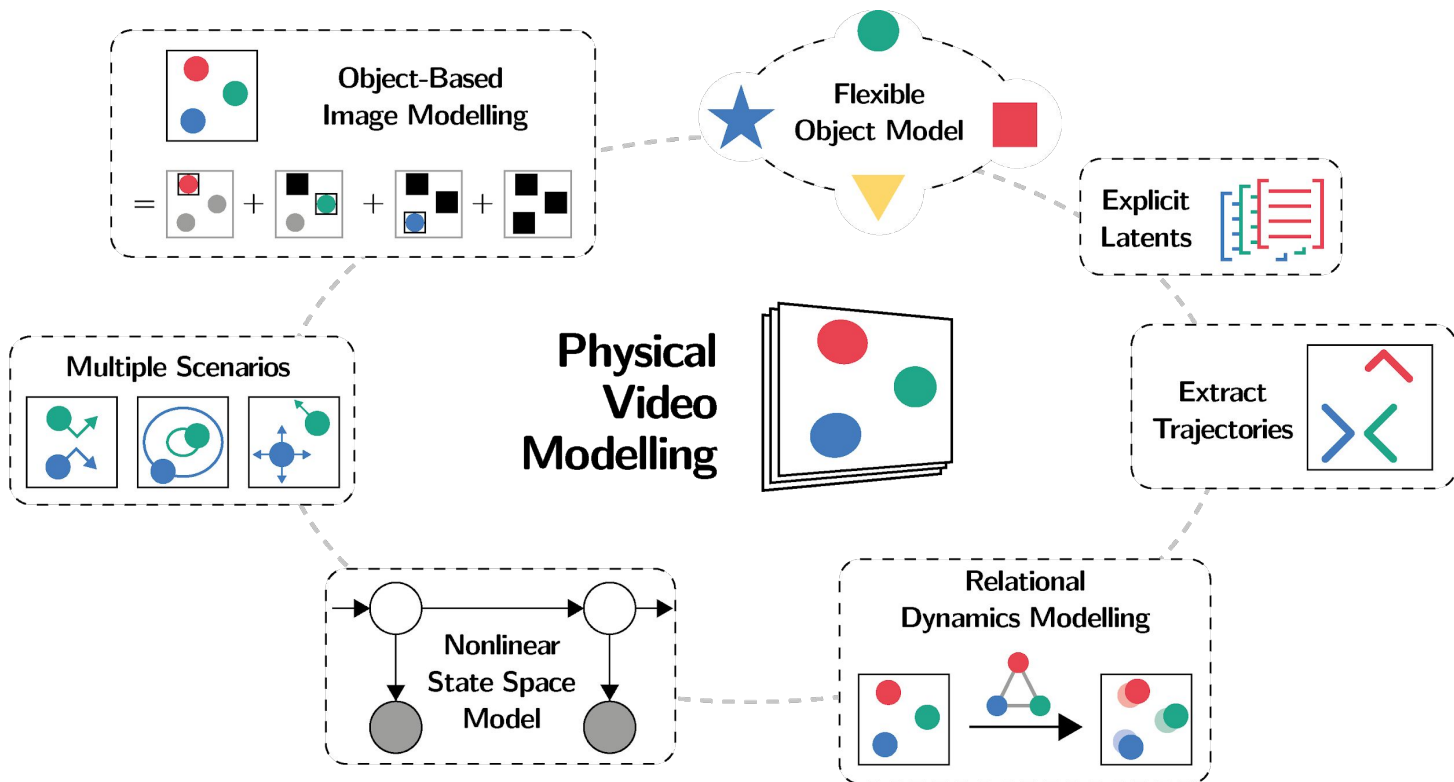 Object-Based
Image Modelling
= + + +
Flexible
Object Model
Explicit
Latents
Multiple Scenarios
Physical
Video
Modelling
Extract
Trajectories
Nonlinear
State Space
Model
Relational
Dynamics Modelling